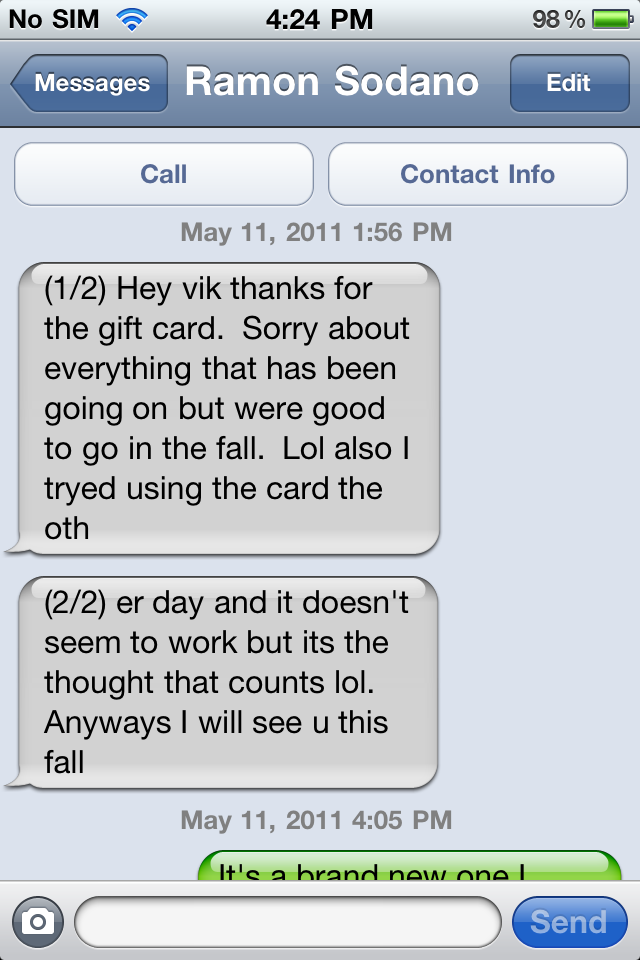 No SIM 4:24 PM 98 %
Messages Ramon Sodano Edit
Call Contact Info
May 11, 2011 1:56 PM
(1/2) Hey vik thanks for
the gift card.  Sorry about
everything that has been
going on but were good
to go in the fall.  Lol also I
tryed using the card the
oth
(2/2) er day and it doesn't
seem to work but its the
thought that counts lol.
Anyways I will see u this
fall
May 11, 2011 4:05 PM
It's a brand new one I
Send